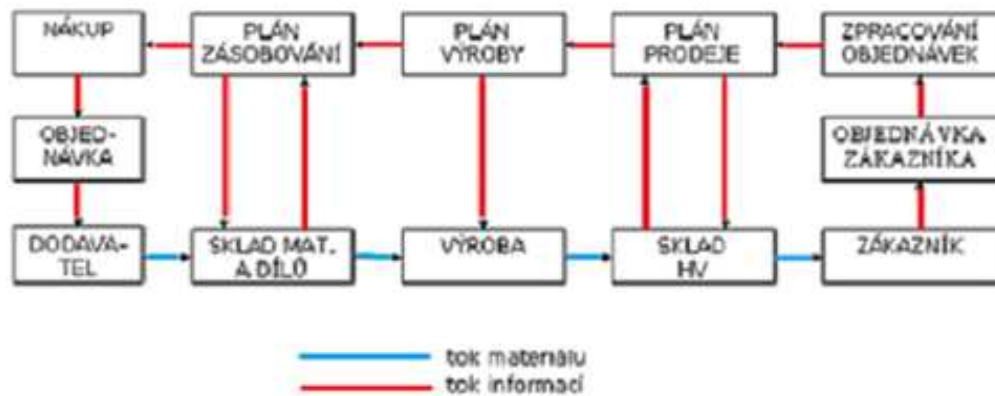 NÁKUP
PLÁN
ZÁSOBOVÁNÍ
PLÁN
VÝROBY
PLÁN
PRODEJE
ZPRACOVÁNÍ
OBJEDNÁVEK
OBJED-
NÁVKA
OBJEDNÁVKA
ZÁKAZNÍKA
DODAVA-
TEL
SKLAD MAT.
A DÍLŮ
VÝROBA
SKLAD
HV
ZÁKAZNÍK
tok materiálu
tok informací